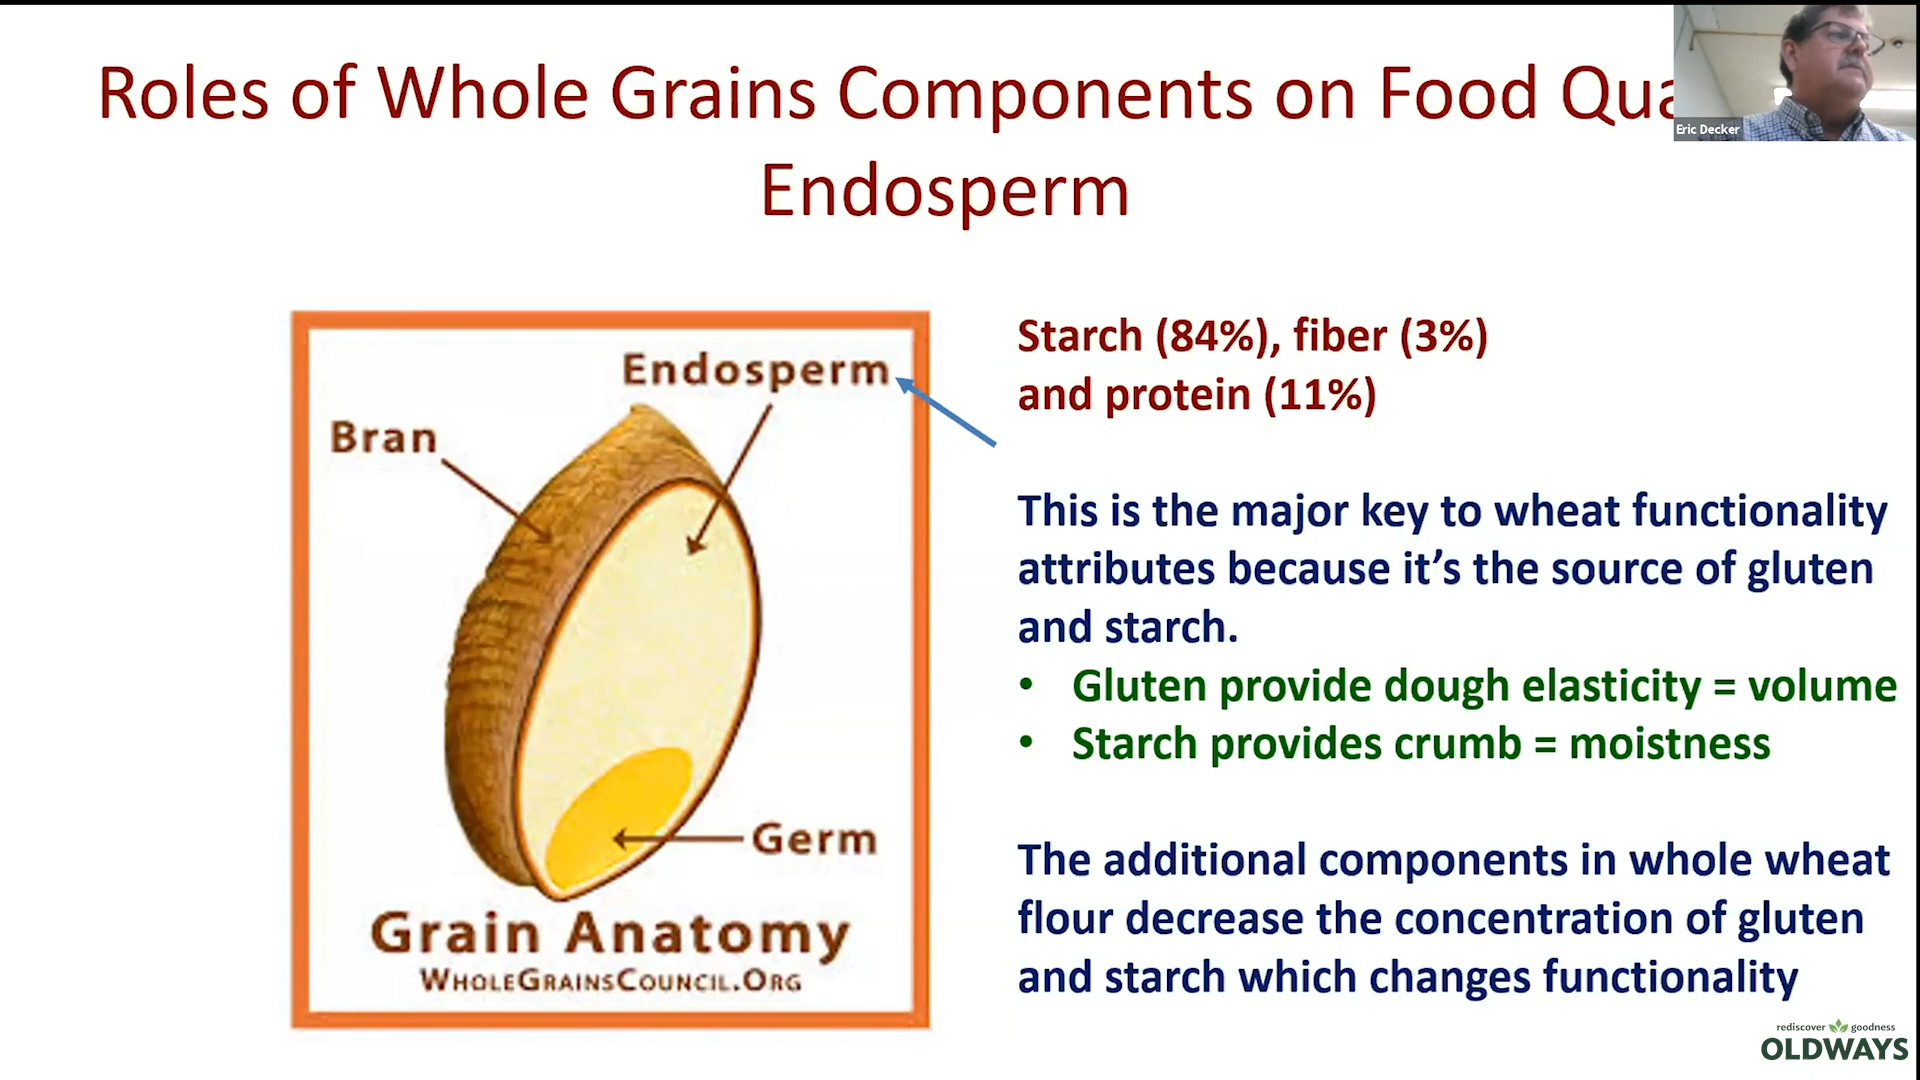 Roles of Whole Grains Components on Food Qua
Endosperm
Eric Decker
Endosperm
Bran
Germ
Grain Anatomy
WholeGrainsCouncil.Org
Starch (84%), fiber (3%)
and protein (11%)
This is the major key to wheat functionality
attributes because it’s the source of gluten
and starch.
• Gluten provide dough elasticity = volume
• Starch provides crumb = moistness
The additional components in whole wheat
flour decrease the concentration of gluten
and starch which changes functionality
rediscover goodness
OLDWAYS